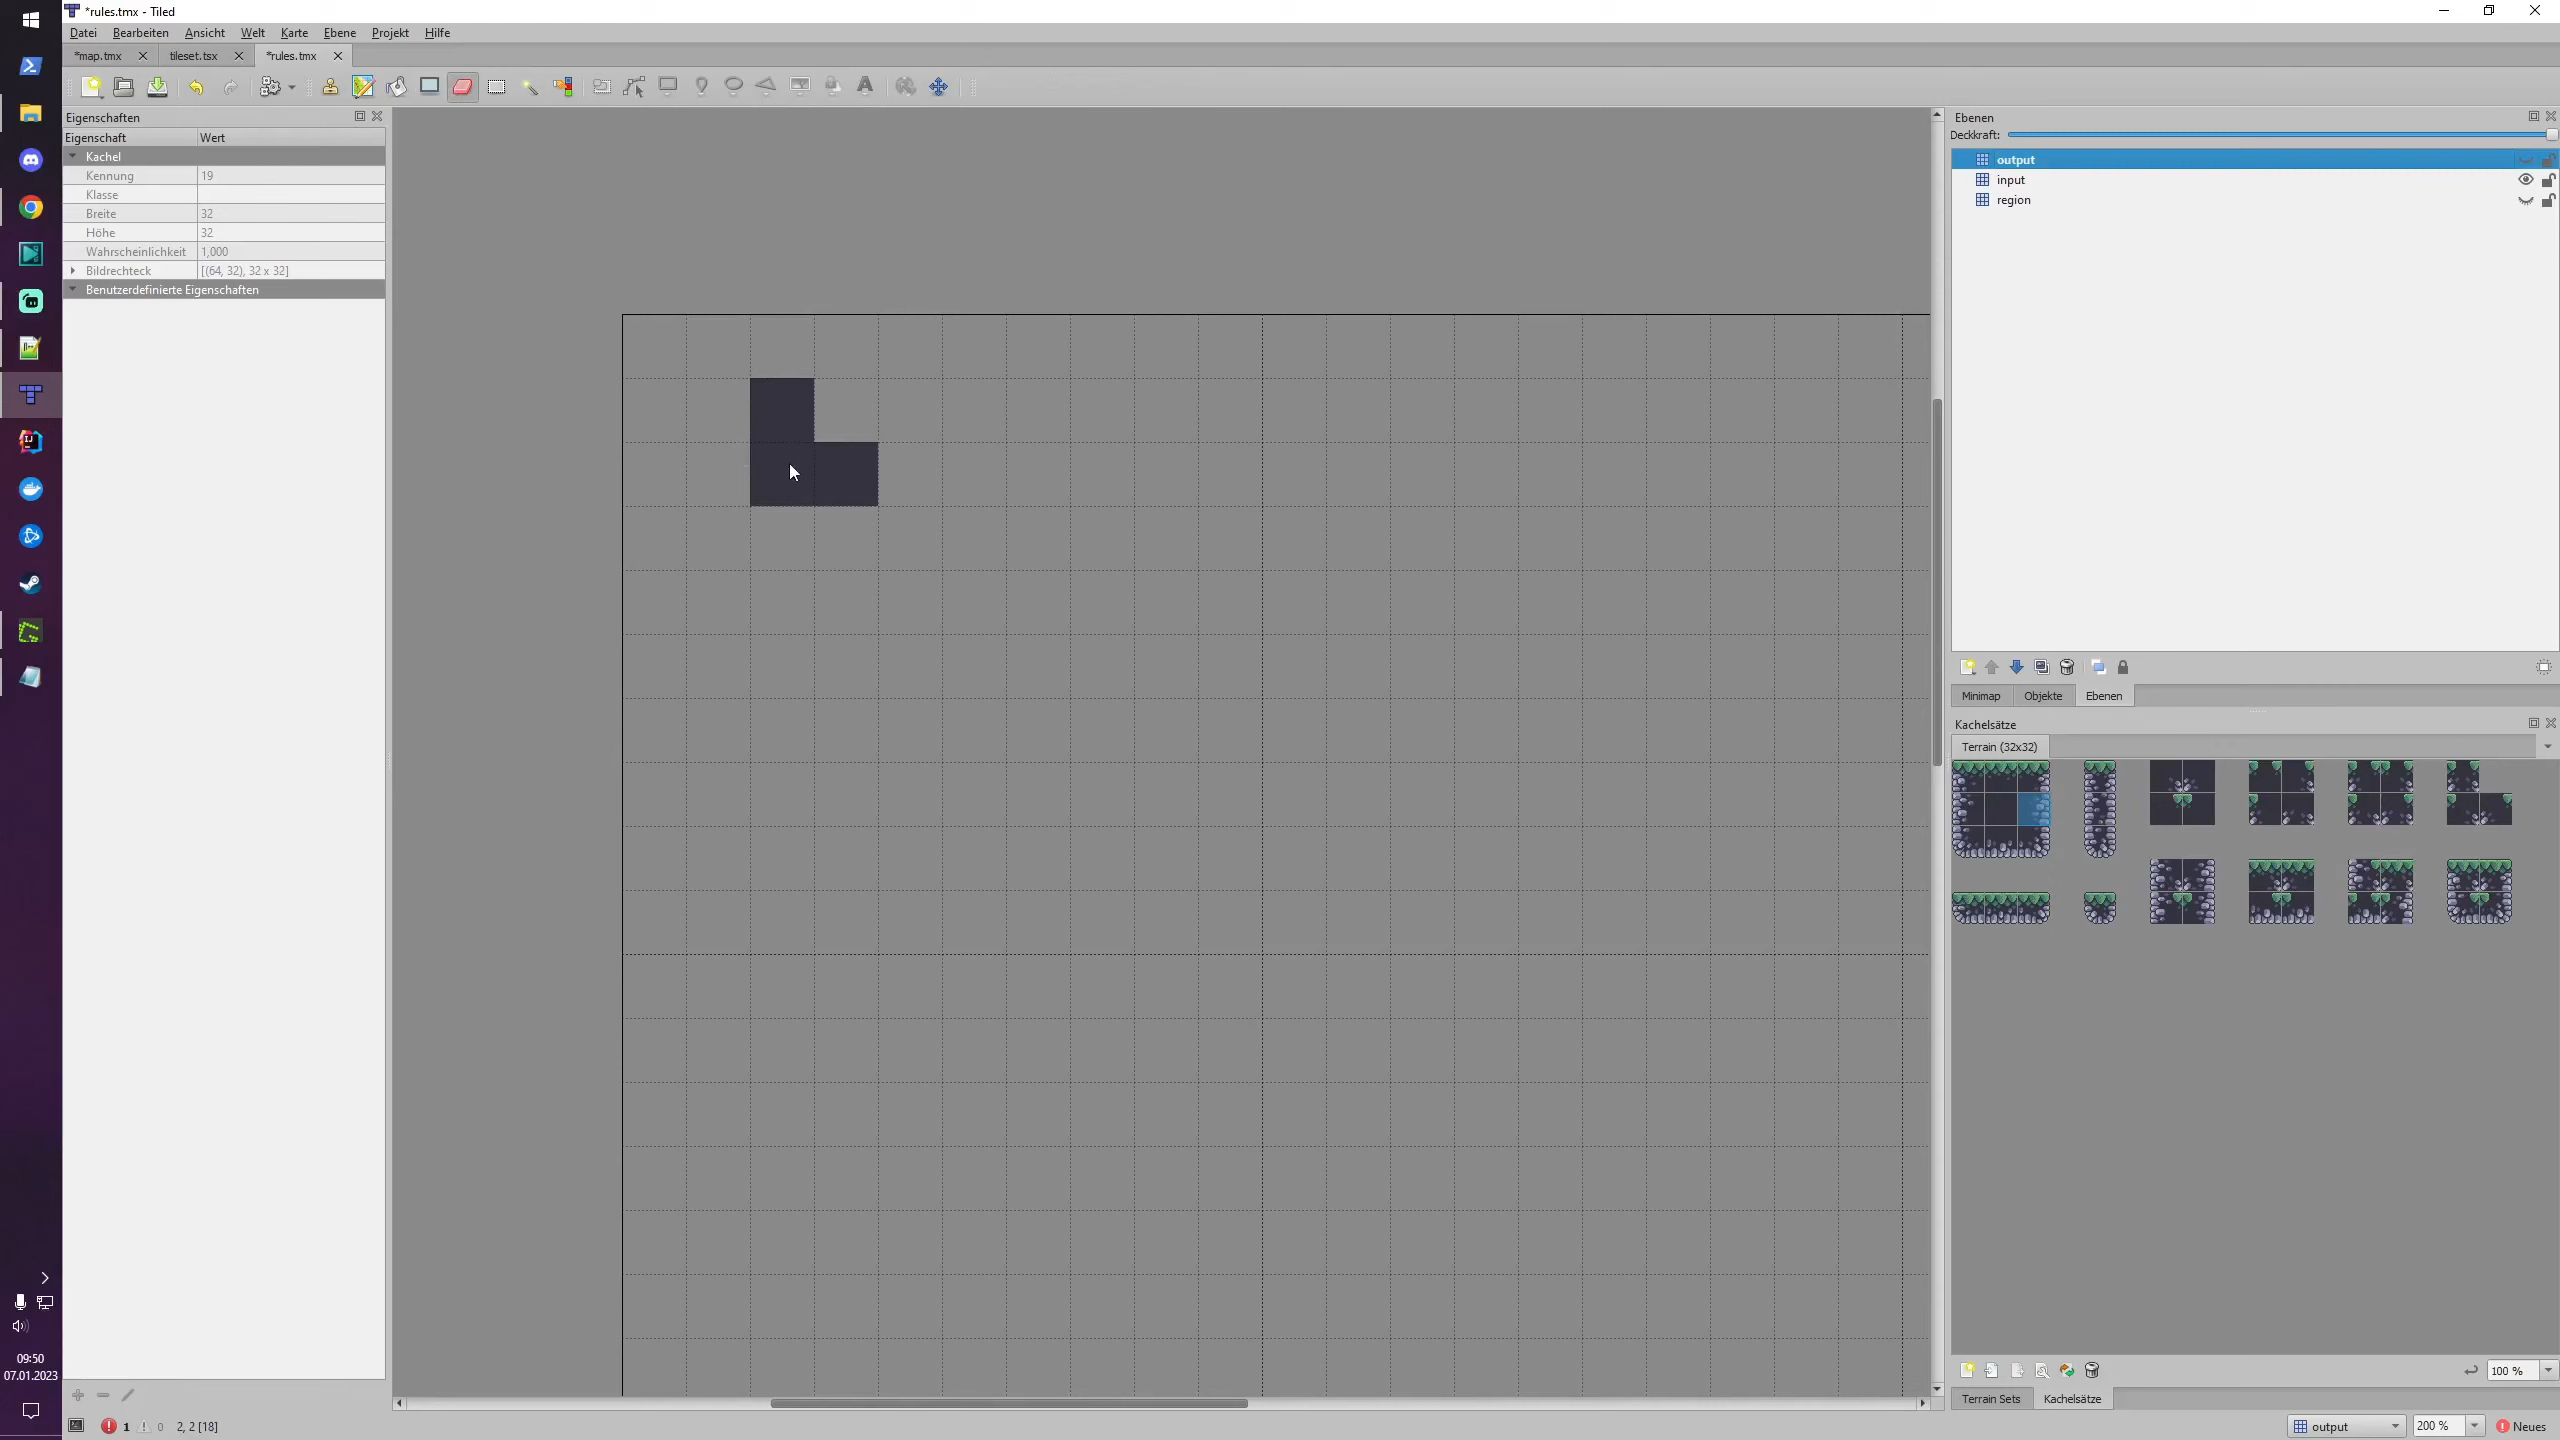 *rules.tmx - Tiled
Datei Bearbeiten Ansicht Welt Karte Ebene Projekt Hilfe
*map.tmx tileset.tsx *rules.tmx
Eigenschaften
Eigenschaft Wert
Kachel
Kennung 19
Klasse
Breite 32
Höhe 32
Wahrscheinlichkeit 1,000
Bildrechteck [(64, 32), 32 x 32]
Benutzerdefinierte Eigenschaften
Ebenen
Deckkraft:
output
input
region
Minimap Objekte Ebenen
Kachelsätze
Terrain (32x32)
100 %
Terrain Sets Kachelsätze
09:50
07.01.2023
1 0 2, 2 [18]
output 200 % Neues